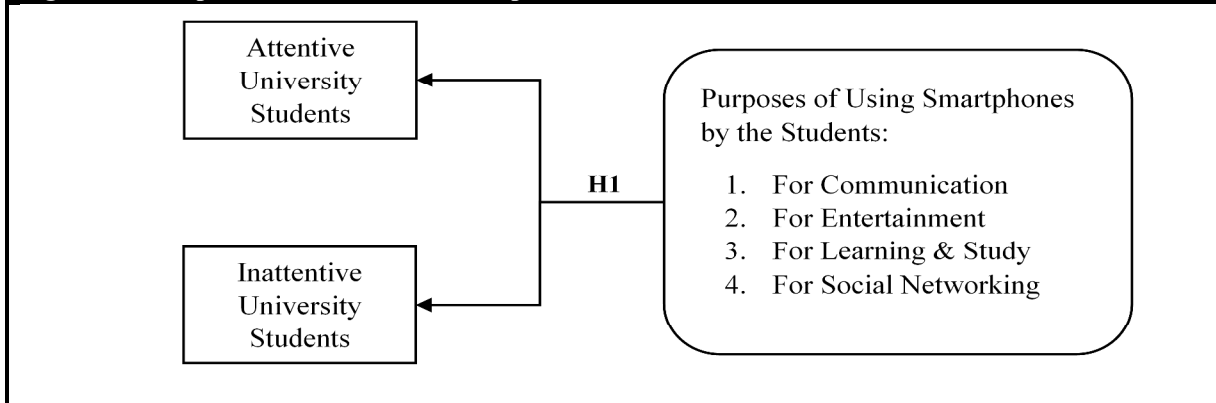 Attentive
University
Students
Inattentive
University
Students
H1
Purposes of Using Smartphones
by the Students:
1. For Communication
2. For Entertainment
3. For Learning & Study
4. For Social Networking